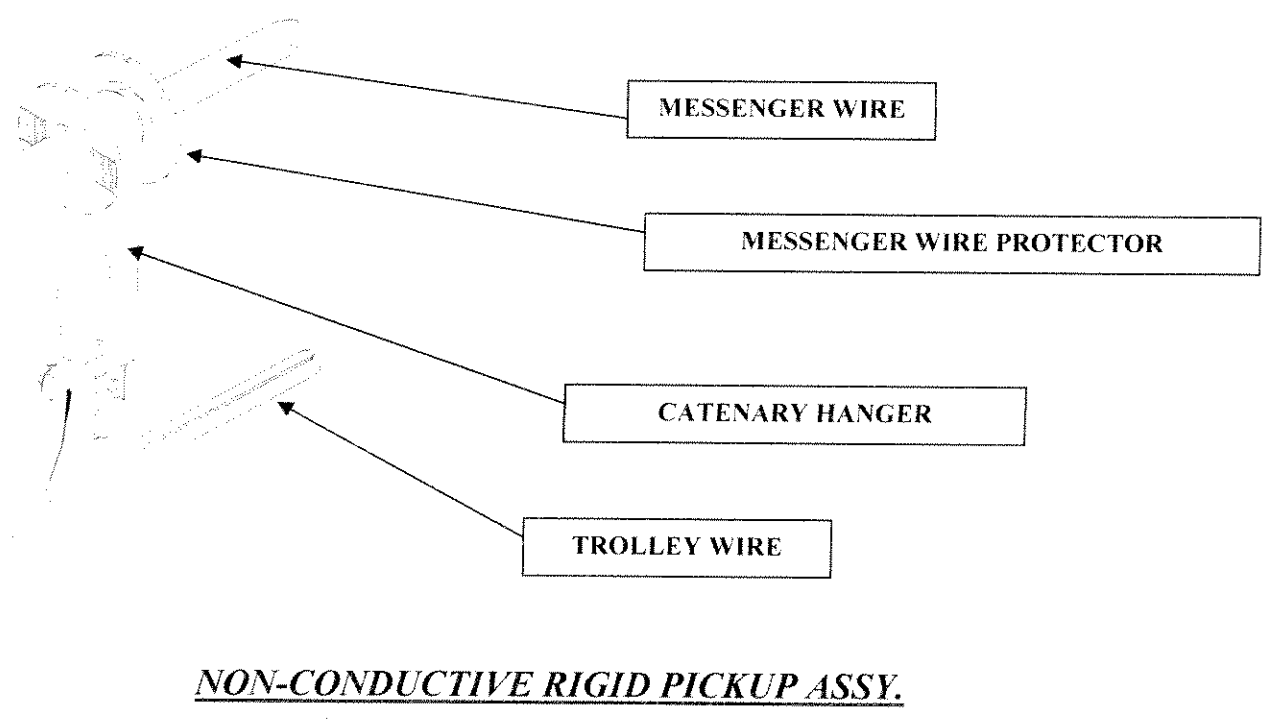 MESSENGER WIRE
MESSENGER WIRE PROTECTOR
CATENARY HANGER
TROLLEY WIRE
NON-CONDUCTIVE RIGID PICKUP ASSY.